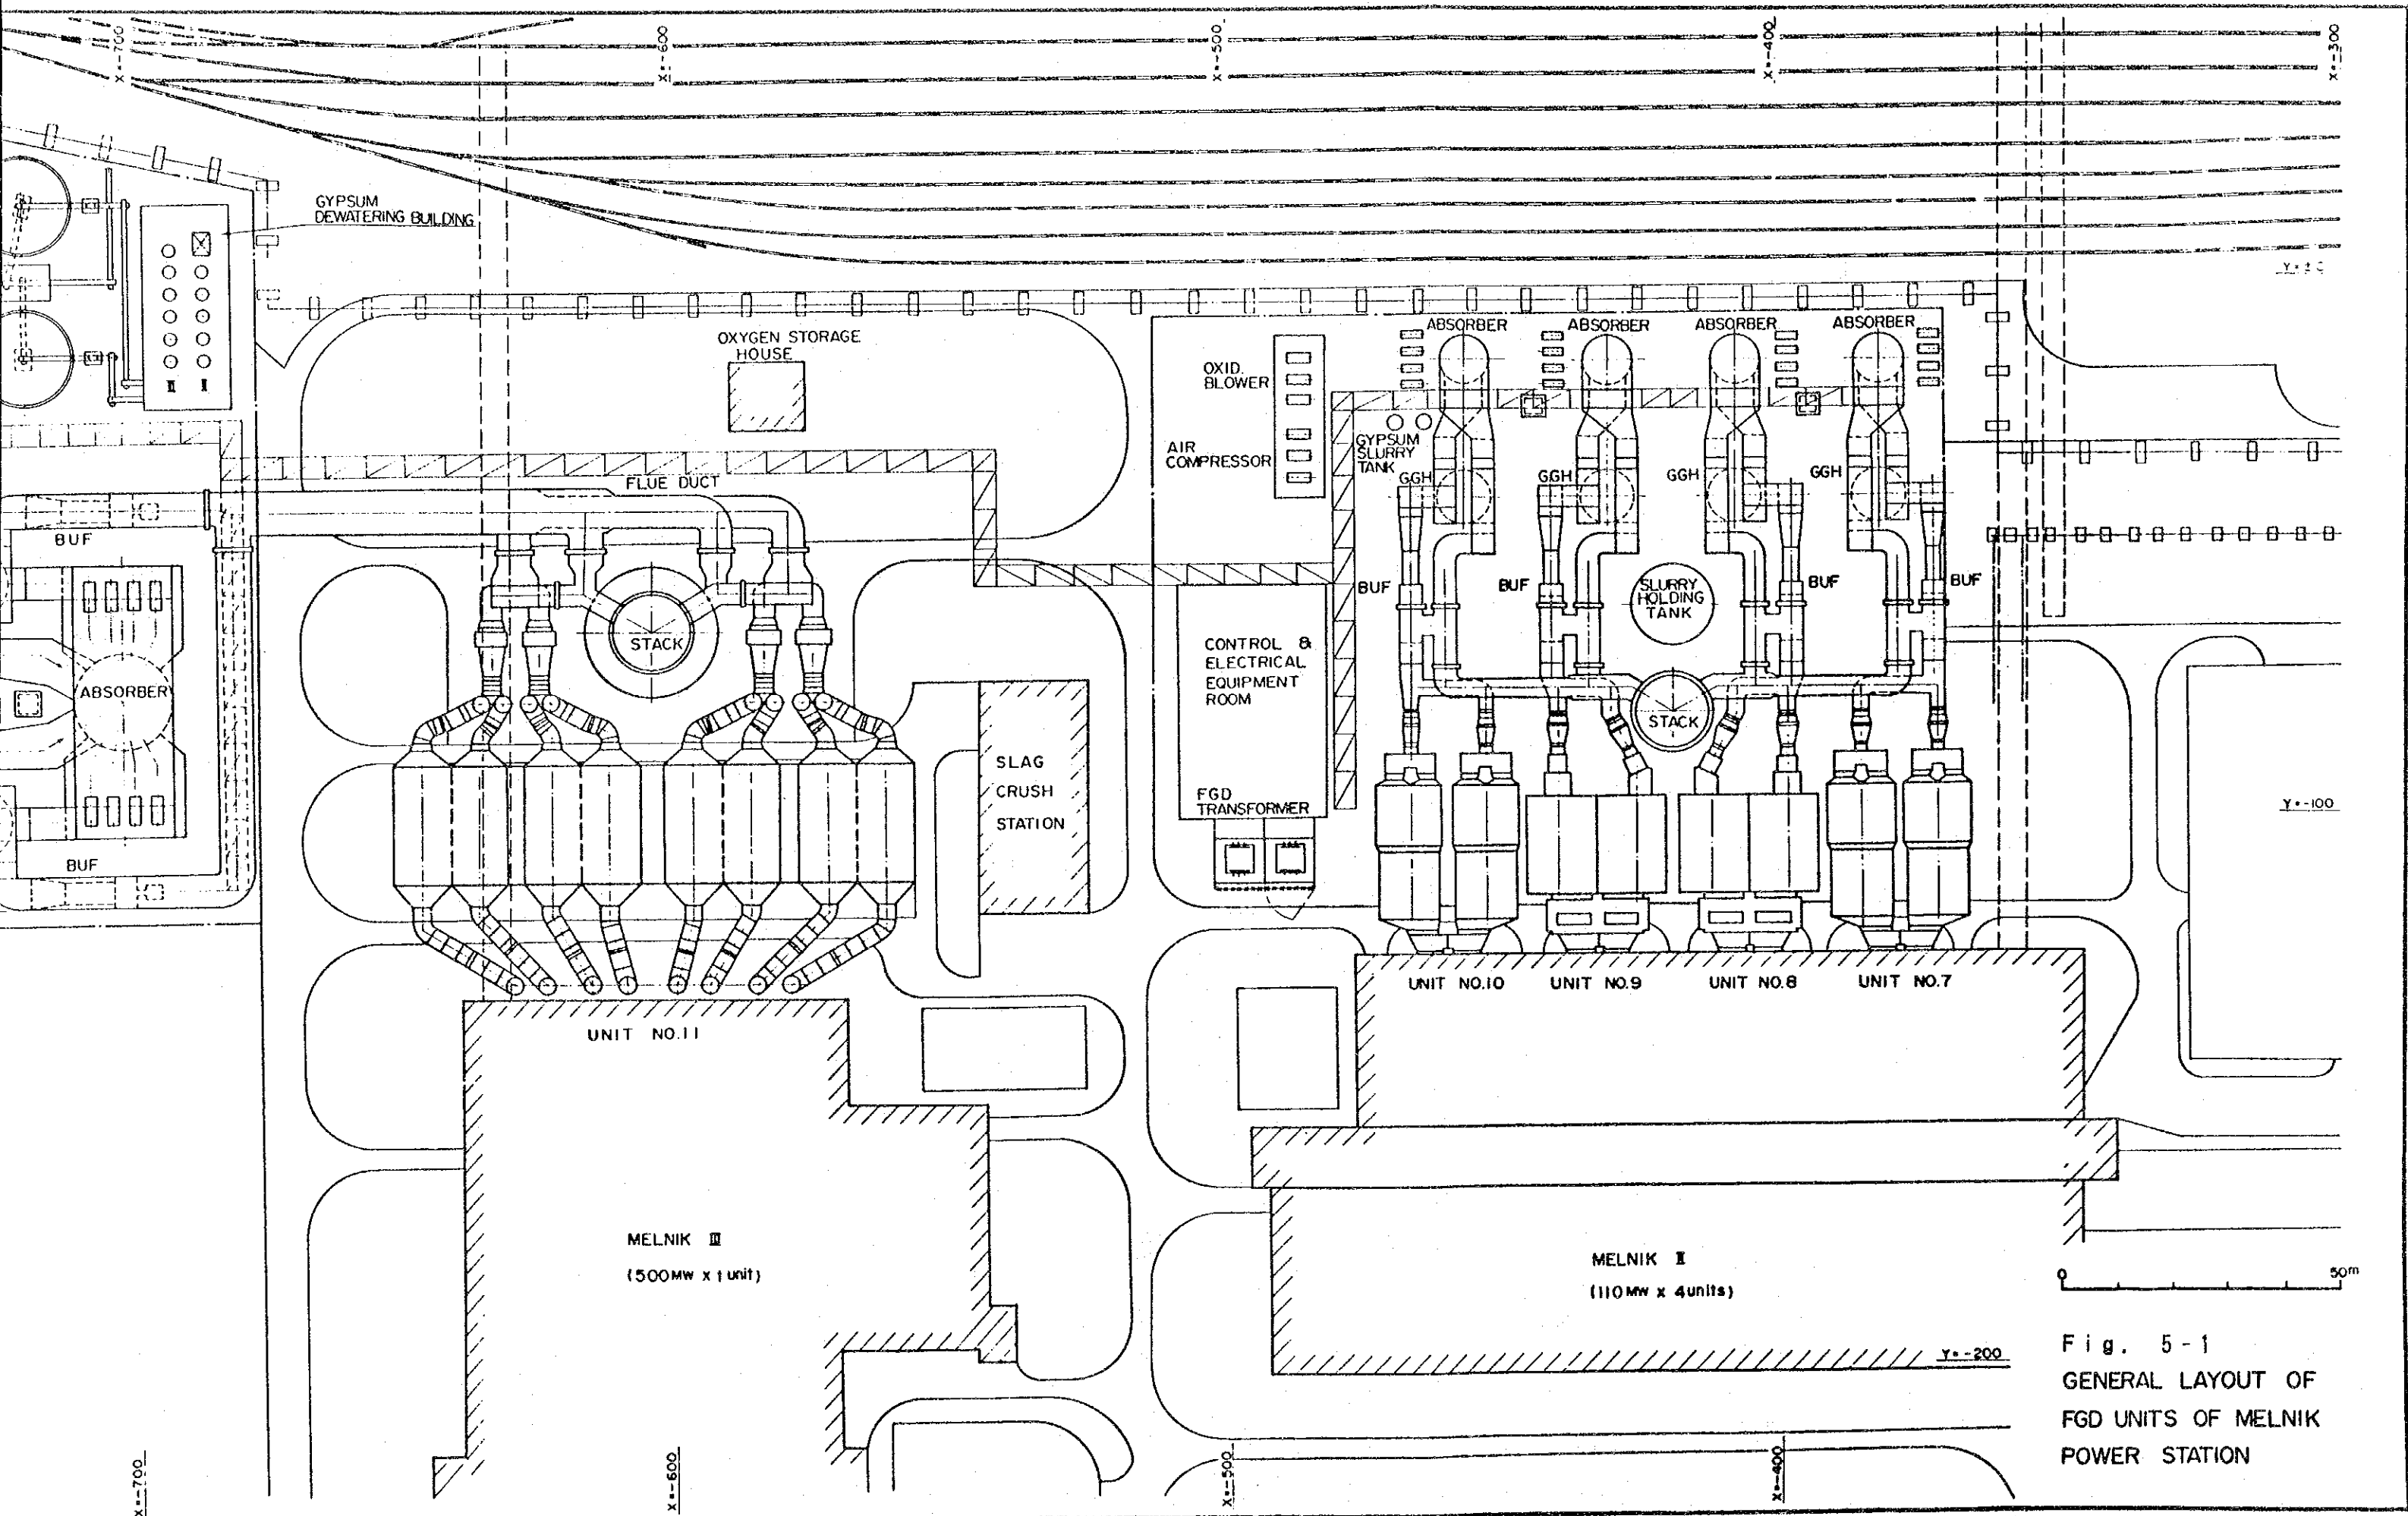 X=-700
X=-600
X=-500
X=-400
X=-300
GYPSUM
DEWATERING BUILDING
III
II
OXYGEN STORAGE
HOUSE
FLUE DUCT
BUF
ABSORBER
BUF
STACK
SLAG
CRUSH
STATION
UNIT NO.11
MELNIK III
(500MW x 1 unit)
OXID.
BLOWER
AIR
COMPRESSOR
GYPSUM
SLURRY
TANK
ABSORBER
ABSORBER
ABSORBER
ABSORBER
GGH
GGH
GGH
GGH
BUF
BUF
BUF
BUF
SLURRY
HOLDING
TANK
STACK
CONTROL &
ELECTRICAL
EQUIPMENT
ROOM
FGD
TRANSFORMER
UNIT NO.10
UNIT NO.9
UNIT NO.8
UNIT NO.7
MELNIK II
(110MW x 4units)
Y=-100
Y=-200
0
50m
Fig. 5-1
GENERAL LAYOUT OF
FGD UNITS OF MELNIK
POWER STATION
X=-700
X=-600
X=-500
X=-400